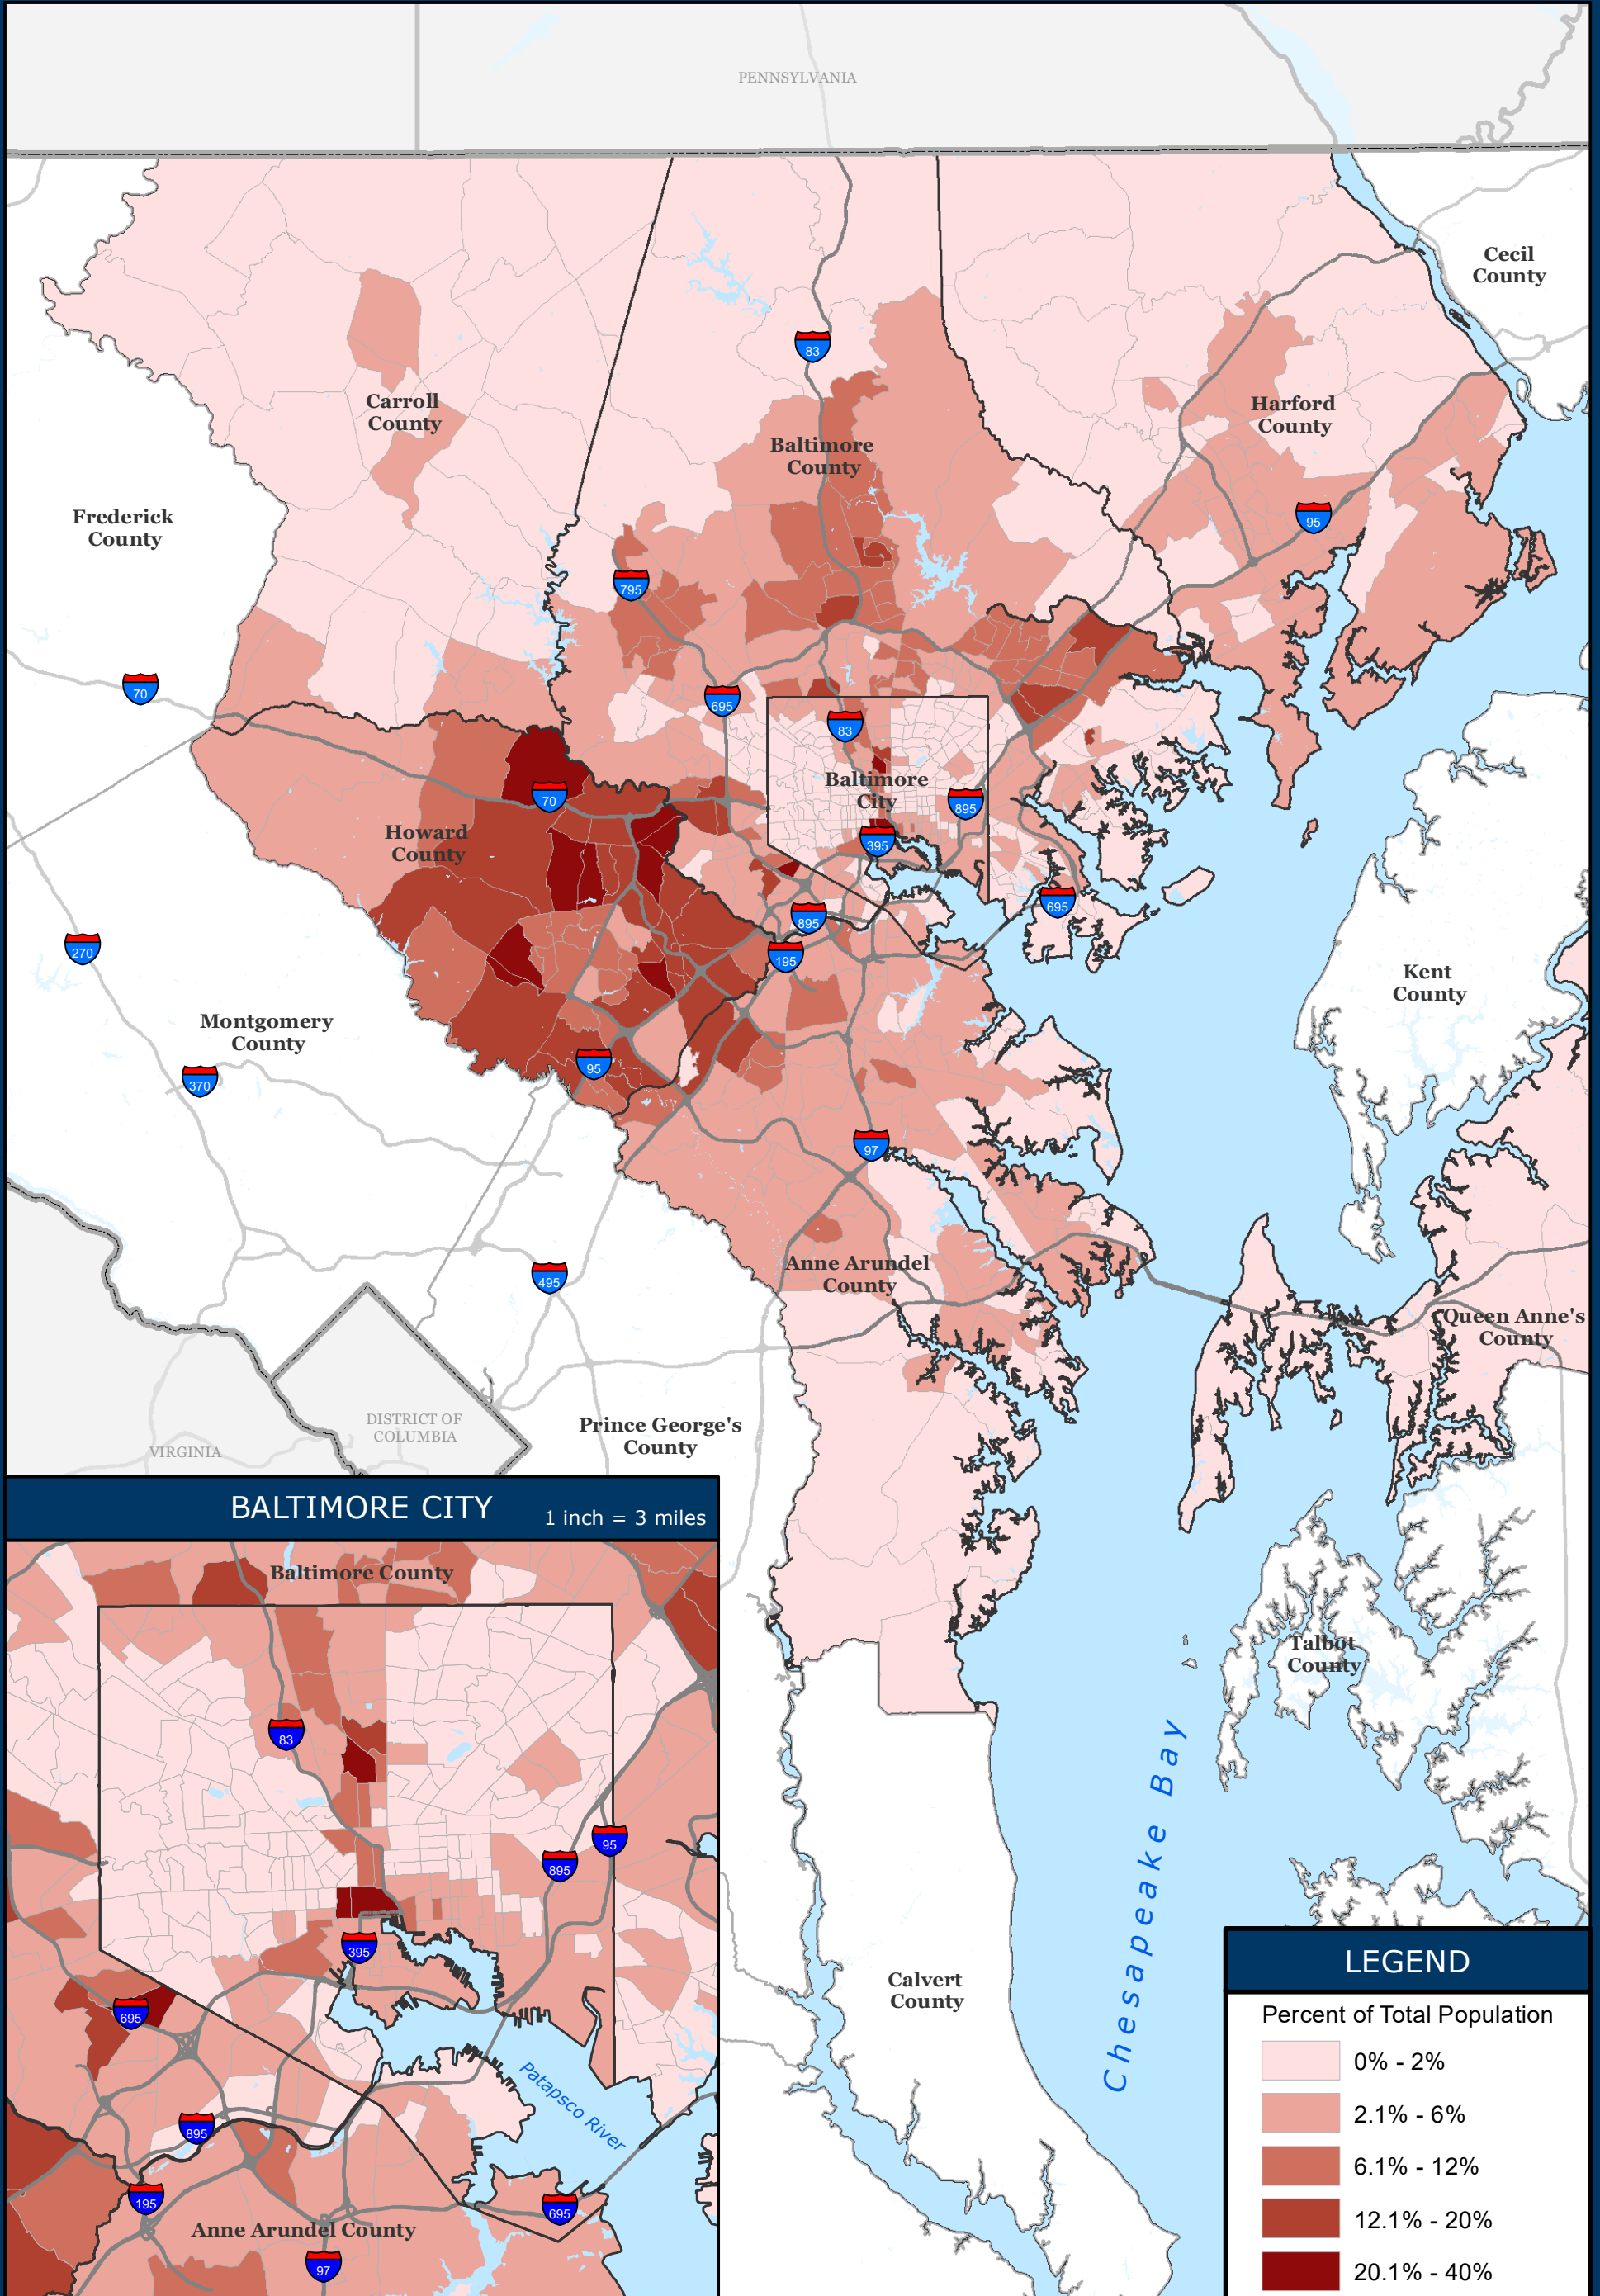 PENNSYLVANIA
Cecil
County
83
Carroll
County
Harford
County
Baltimore
County
Frederick
County
95
795
70
695
83
Baltimore
City
70
895
Howard
County
395
695
895
270
195
Kent
County
Montgomery
County
95
370
97
Anne Arundel
County
495
Queen Anne's
County
DISTRICT OF
COLUMBIA
VIRGINIA
Prince George's
County
Talbot
County
Chesapeake Bay
Calvert
County
BALTIMORE CITY
1 inch = 3 miles
Baltimore County
83
95
895
395
695
Patapsco River
895
195
695
Anne Arundel County
97
LEGEND
Percent of Total Population
0% - 2%
2.1% - 6%
6.1% - 12%
12.1% - 20%
20.1% - 40%